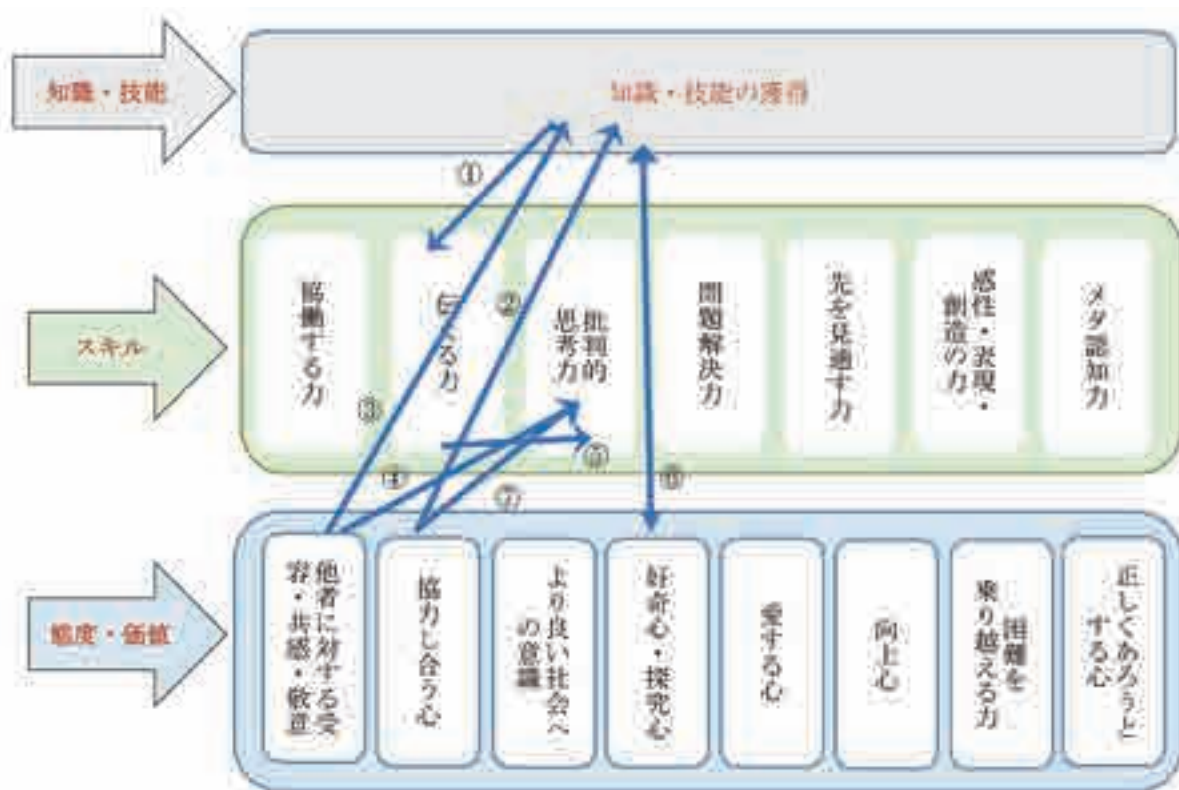 知識・技能
知識・技能の獲得
①
スキル
協働する力
②
批判的
思考力
問題解決力
先を見通す力
感性・表現・
創造の力
メタ認知力
③
④
⑤
⑦
⑥
態度・価値
他者に対する受
容・共感・敬意
協力し合う心
より良い社会へ
の意識
好奇心・探究心
愛する心
向上心
困難を
乗り越える力
正しくあろうと
する心